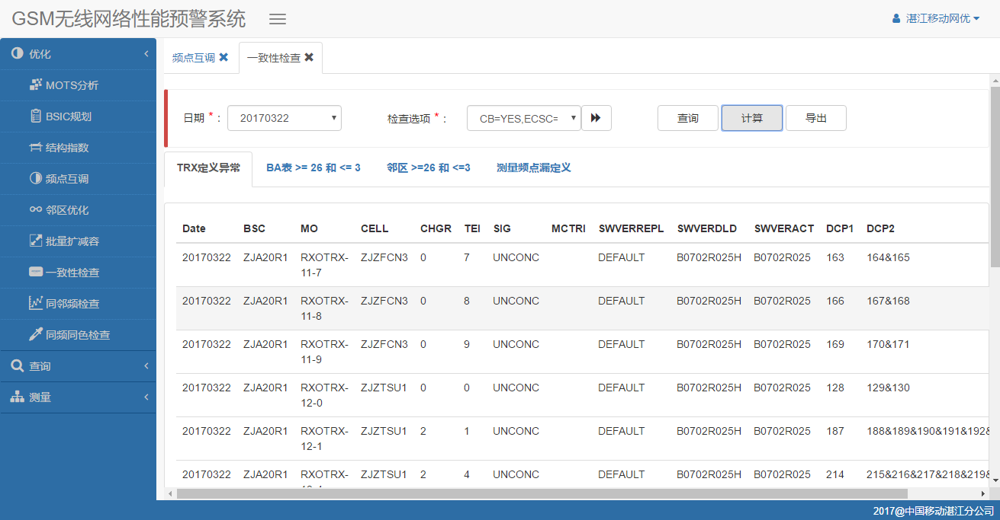 GSM无线网络性能预警系统
湛江移动网优
优化
MOTS分析
BSIC规划
结构指数
频点互调
邻区优化
批量扩减容
一致性检查
同邻频检查
同频同色检查
查询
测量
频点互调 一致性检查
日期 * : 20170322 检查选项 * : CB=YES,ECSC= 查询 计算 导出
TRX定义异常 BA表 >= 26 和 <= 3 邻区 >=26 和 <=3 测量频点漏定义
Date BSC MO CELL CHGR TEI SIG MCTRI SWVERREPL SWVERDLD SWVERACT DCP1 DCP2
20170322 ZJA20R1 RXOTRX-11-7 ZJZFCN3 0 7 UNCONC DEFAULT B0702R025H B0702R025 163 164&165
20170322 ZJA20R1 RXOTRX-11-8 ZJZFCN3 0 8 UNCONC DEFAULT B0702R025H B0702R025 166 167&168
20170322 ZJA20R1 RXOTRX-11-9 ZJZFCN3 0 9 UNCONC DEFAULT B0702R025H B0702R025 169 170&171
20170322 ZJA20R1 RXOTRX-12-0 ZJZTSU1 0 0 UNCONC DEFAULT B0702R025H B0702R025 128 129&130
20170322 ZJA20R1 RXOTRX-12-1 ZJZTSU1 2 1 UNCONC DEFAULT B0702R025H B0702R025 187 188&189&190&191&192&
20170322 ZJA20R1 RXOTRX- ZJZTSU1 2 4 UNCONC DEFAULT B0702R025H B0702R025 214 215&216&217&218&219&
2017@中国移动湛江分公司